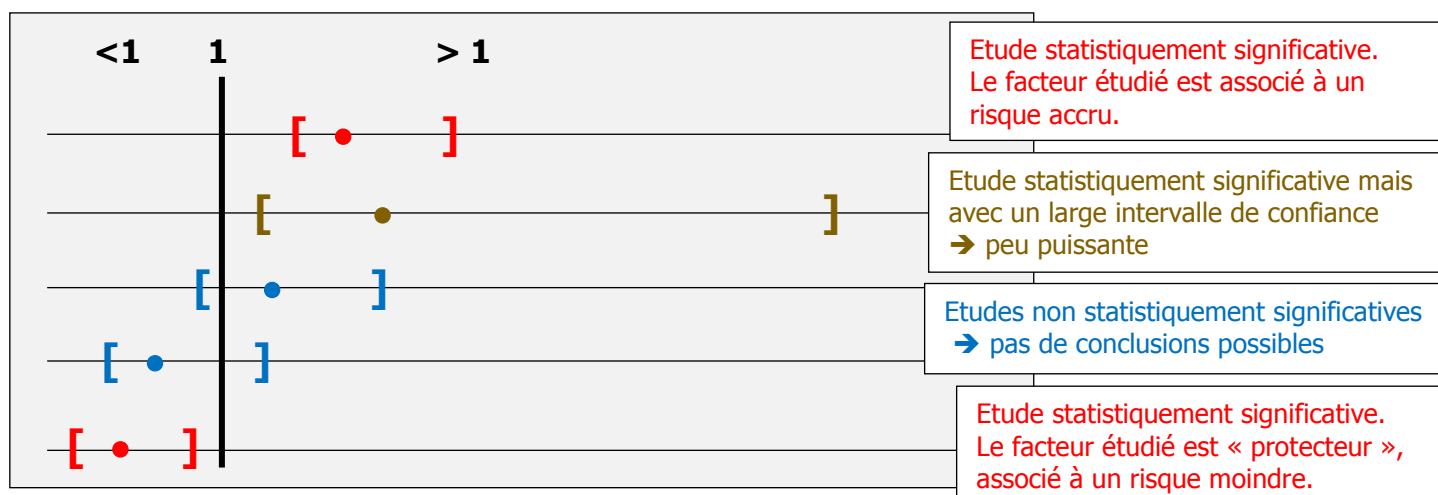 <1 1 > 1
Etude statistiquement significative.
Le facteur étudié est associé à un
risque accru.
[ ]
Etude statistiquement significative mais
avec un large intervalle de confiance
➔ peu puissante
[ ]
Etudes non statistiquement significatives
➔ pas de conclusions possibles
[ ]
[ ]
Etude statistiquement significative.
Le facteur étudié est « protecteur »,
associé à un risque moindre.
[ ]